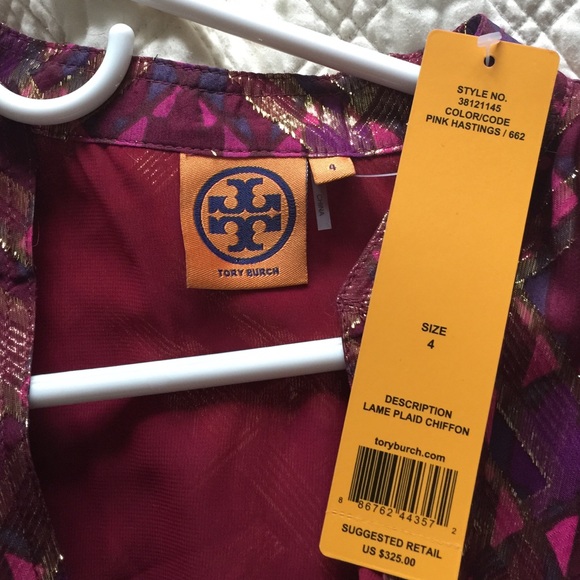 TORY BURCH
4
STYLE NO.
38121145
COLOR/CODE
PINK HASTINGS / 662
SIZE
4
DESCRIPTION
LAME PLAID CHIFFON
toryburch.com
8 86762 44357 2
SUGGESTED RETAIL
US $325.00